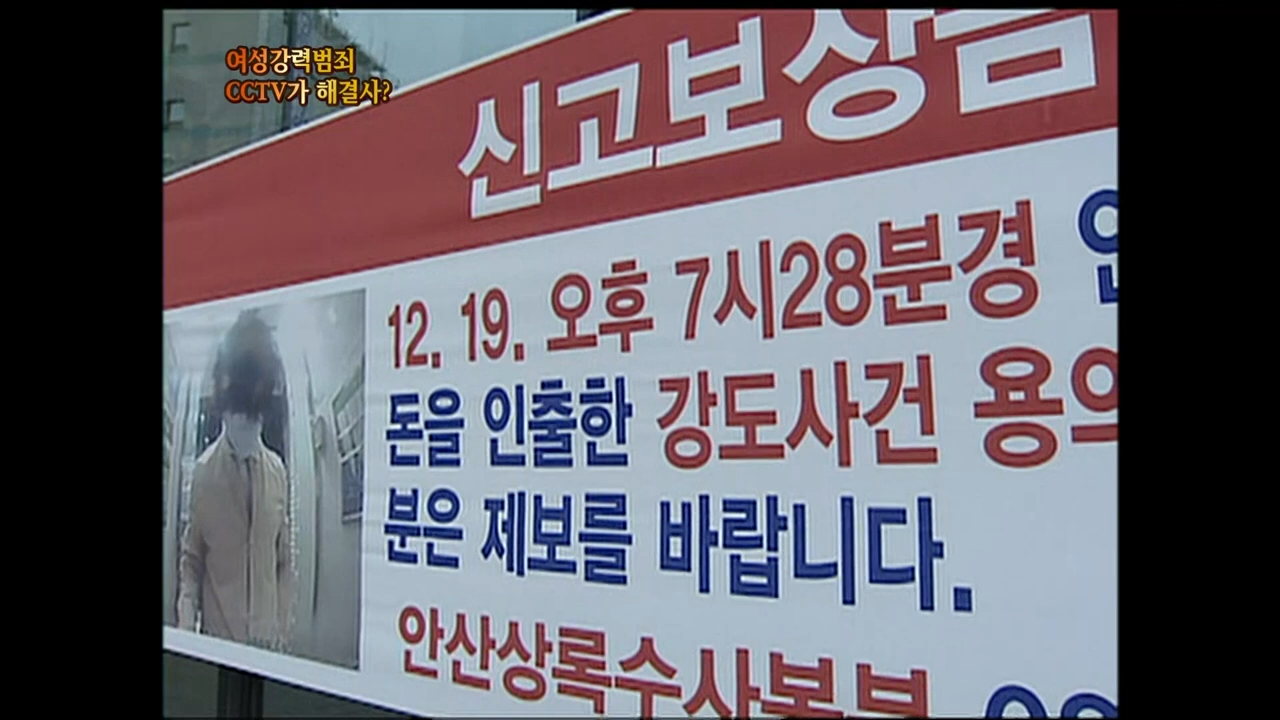 여성강력범죄
CCTV가 해결사?
신고보상금
12. 19. 오후 7시28분경
돈을 인출한 강도사건 용의
분은 제보를 바랍니다.
안산상록수사본부